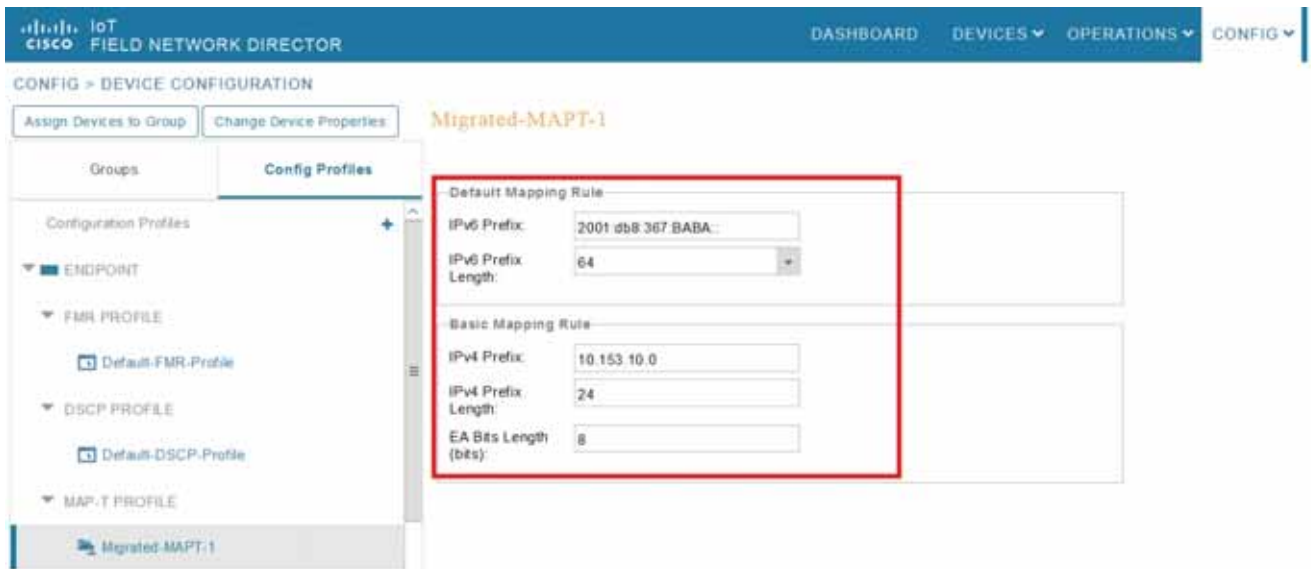 IoT
CISCO FIELD NETWORK DIRECTOR
DASHBOARD DEVICES OPERATIONS CONFIG
CONFIG > DEVICE CONFIGURATION
Assign Devices to Group Change Device Properties
Migrated-MAPT-1
Groups Config Profiles
Configuration Profiles +
ENDPOINT
FMR PROFILE
Default-FMR-Profile
DSCP PROFILE
Default-DSCP-Profile
MAP-T PROFILE
Migrated-MAPT-1
Default Mapping Rule
IPv6 Prefix: 2001:db8:367:BABA::
IPv6 Prefix
Length: 64
Basic Mapping Rule
IPv4 Prefix: 10.153.10.0
IPv4 Prefix
Length: 24
EA Bits Length
(bits): 8